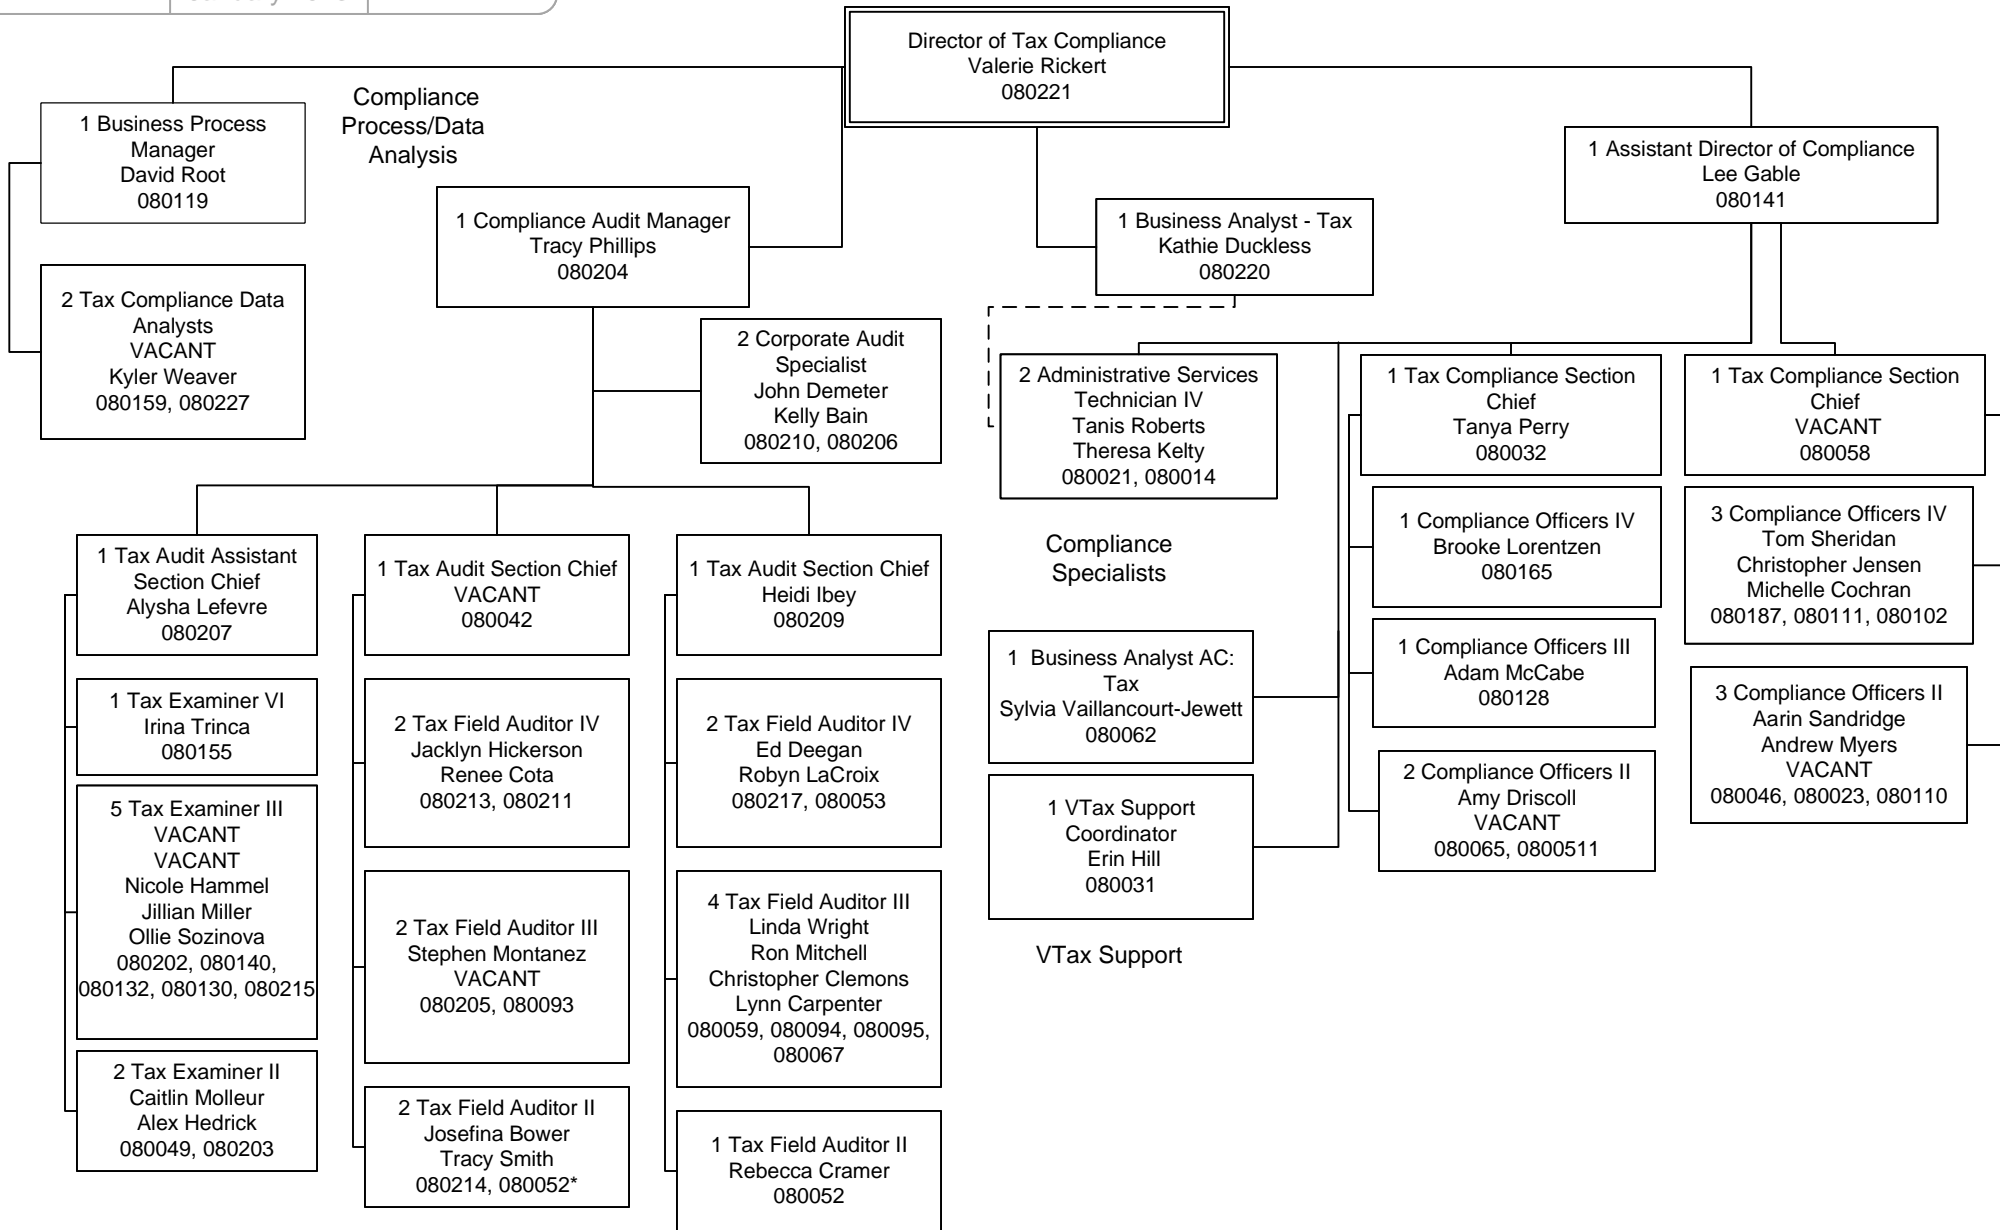 Director of Tax Compliance
Valerie Rickert
080221
1 Business Process
Manager
David Root
080119
Compliance
Process/Data
Analysis
2 Tax Compliance Data
Analysts
VACANT
Kyler Weaver
080159, 080227
1 Compliance Audit Manager
Tracy Phillips
080204
2 Corporate Audit
Specialist
John Demeter
Kelly Bain
080210, 080206
1 Business Analyst - Tax
Kathie Duckless
080220
1 Assistant Director of Compliance
Lee Gable
080141
2 Administrative Services
Technician IV
Tanis Roberts
Theresa Kelty
080021, 080014
1 Tax Compliance Section
Chief
Tanya Perry
080032
1 Tax Compliance Section
Chief
VACANT
080058
1 Tax Audit Assistant
Section Chief
Alysha Lefevre
080207
1 Tax Examiner VI
Irina Trinca
080155
5 Tax Examiner III
VACANT
VACANT
Nicole Hammel
Jillian Miller
Ollie Sozinova
080202, 080140,
080132, 080130, 080215
2 Tax Examiner II
Caitlin Molleur
Alex Hedrick
080049, 080203
1 Tax Audit Section Chief
VACANT
080042
2 Tax Field Auditor IV
Jacklyn Hickerson
Renee Cota
080213, 080211
2 Tax Field Auditor III
Stephen Montanez
VACANT
080205, 080093
2 Tax Field Auditor II
Josefina Bower
Tracy Smith
080214, 080052*
1 Tax Audit Section Chief
Heidi Ibey
080209
2 Tax Field Auditor IV
Ed Deegan
Robyn LaCroix
080217, 080053
4 Tax Field Auditor III
Linda Wright
Ron Mitchell
Christopher Clemons
Lynn Carpenter
080059, 080094, 080095,
080067
1 Tax Field Auditor II
Rebecca Cramer
080052
Compliance
Specialists
1 Business Analyst AC:
Tax
Sylvia Vaillancourt-Jewett
080062
1 VTax Support
Coordinator
Erin Hill
080031
VTax Support
1 Compliance Officers IV
Brooke Lorentzen
080165
1 Compliance Officers III
Adam McCabe
080128
2 Compliance Officers II
Amy Driscoll
VACANT
080065, 0800511
3 Compliance Officers IV
Tom Sheridan
Christopher Jensen
Michelle Cochran
080187, 080111, 080102
3 Compliance Officers II
Aarin Sandridge
Andrew Myers
VACANT
080046, 080023, 080110